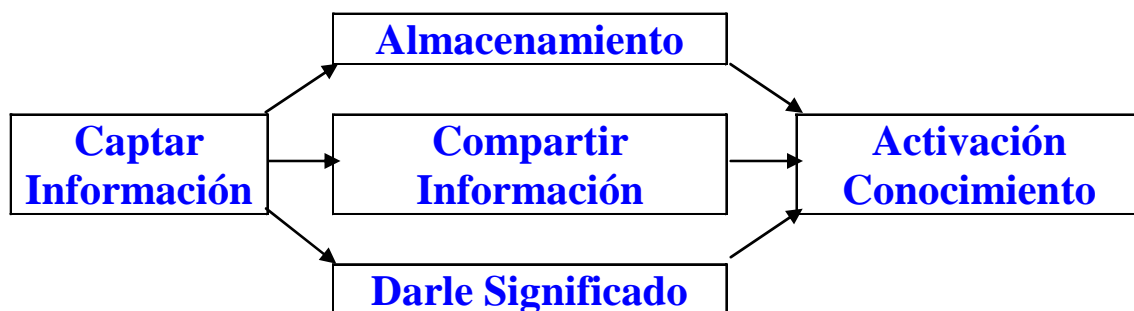 Almacenamiento
Captar
Información
Compartir
Información
Activación
Conocimiento
Darle Significado